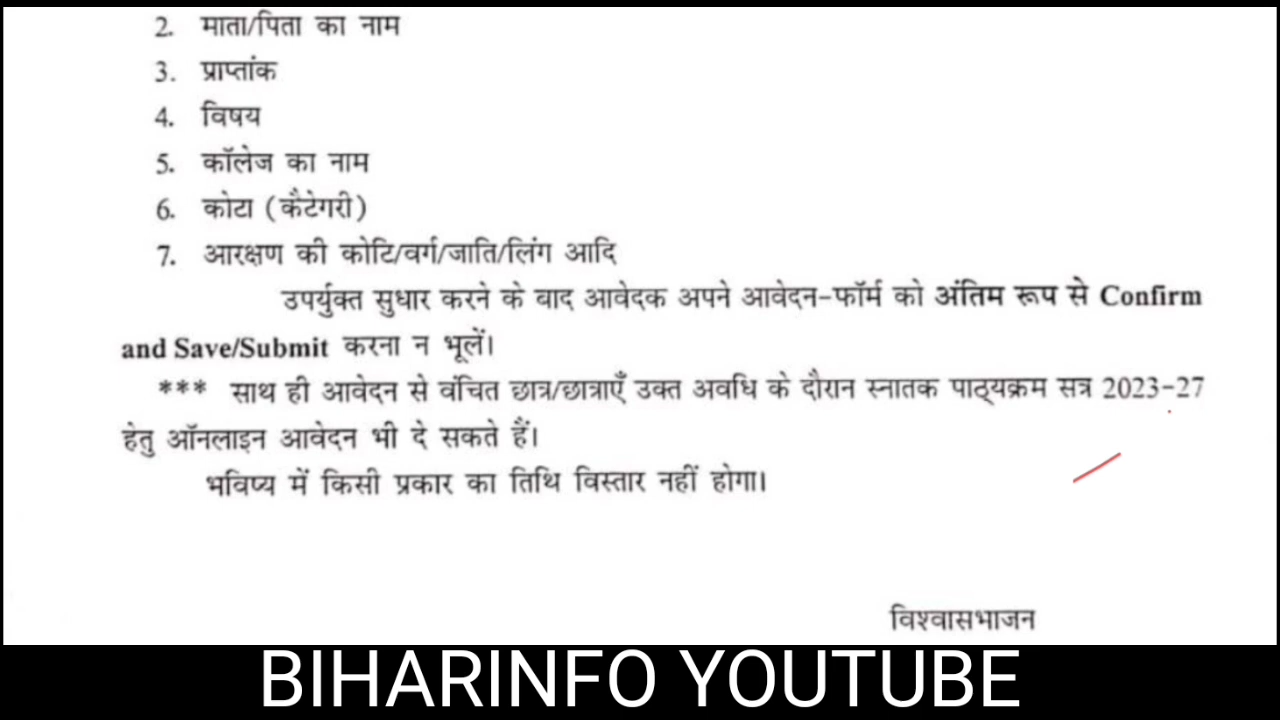 2. माता/पिता का नाम
3. प्राप्तांक
4. विषय
5. कॉलेज का नाम
6. कोटा (कैटेगरी)
7. आरक्षण की कोटि/वर्ग/जाति/लिंग आदि
उपर्युक्त सुधार करने के बाद आवेदक अपने आवेदन-फॉर्म को अंतिम रूप से Confirm
and Save/Submit करना न भूलें।
*** साथ ही आवेदन से वंचित छात्र/छात्राएँ उक्त अवधि के दौरान स्नातक पाठ्यक्रम सत्र 2023-27
हेतु ऑनलाइन आवेदन भी दे सकते हैं।
भविष्य में किसी प्रकार का तिथि विस्तार नहीं होगा।
विश्वासभाजन
BIHARINFO YOUTUBE